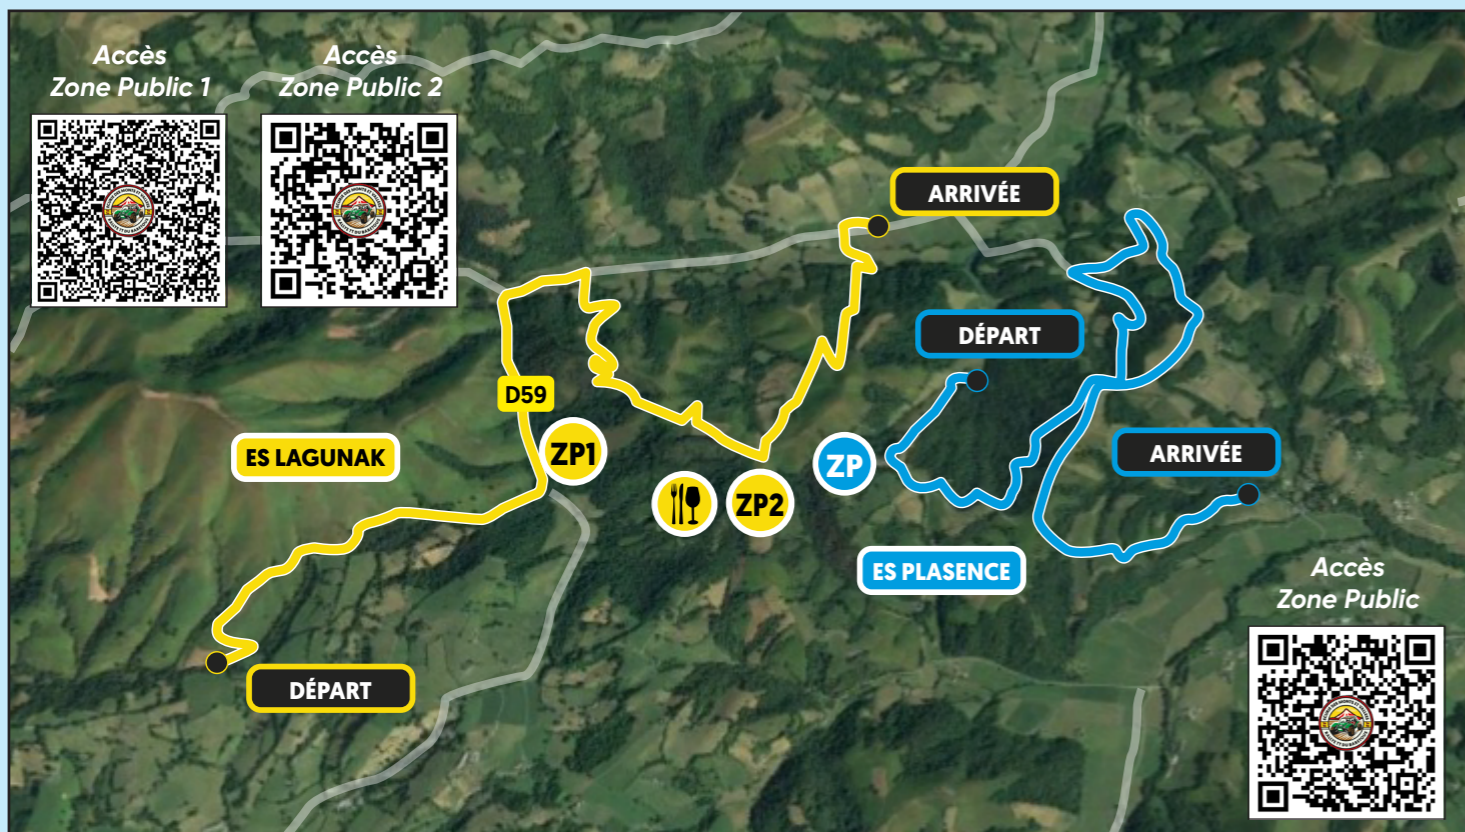 Accès
Zone Public 1
Accès
Zone Public 2
ARRIVÉE
DÉPART
D59
ES LAGUNAK
ZP1
ZP
ARRIVÉE
ZP2
ES PLASENCE
Accès
Zone Public
DÉPART